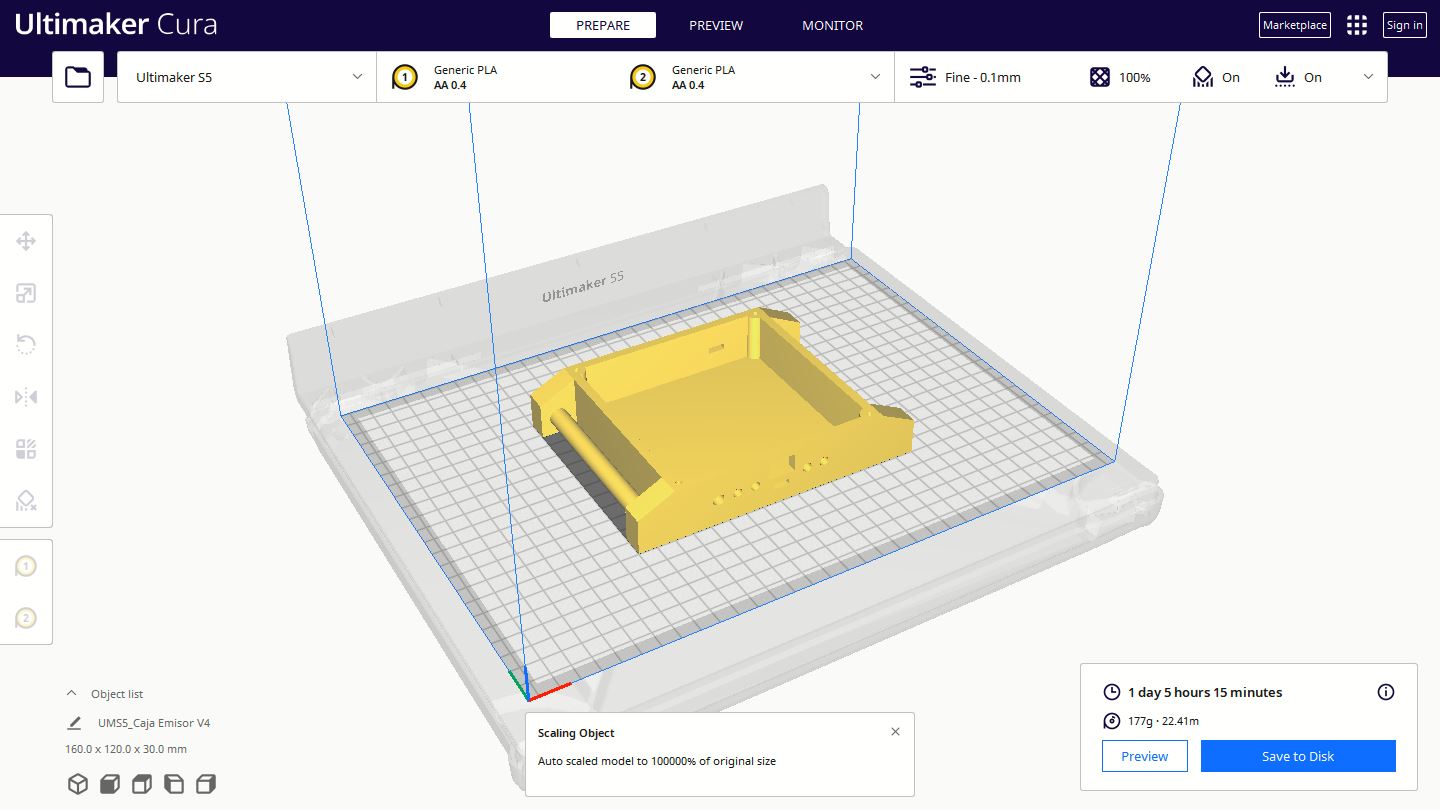 Ultimaker Cura
PREPARE PREVIEW MONITOR
Marketplace Sign in
Ultimaker S5
1 Generic PLA
AA 0.4
2 Generic PLA
AA 0.4
Fine - 0.1mm 100% On On
Ultimaker S5
1
2
Object list
UMS5_Caja Emisor V4
160.0 x 120.0 x 30.0 mm
Scaling Object
Auto scaled model to 100000% of original size
1 day 5 hours 15 minutes
177g · 22.41m
Preview Save to Disk